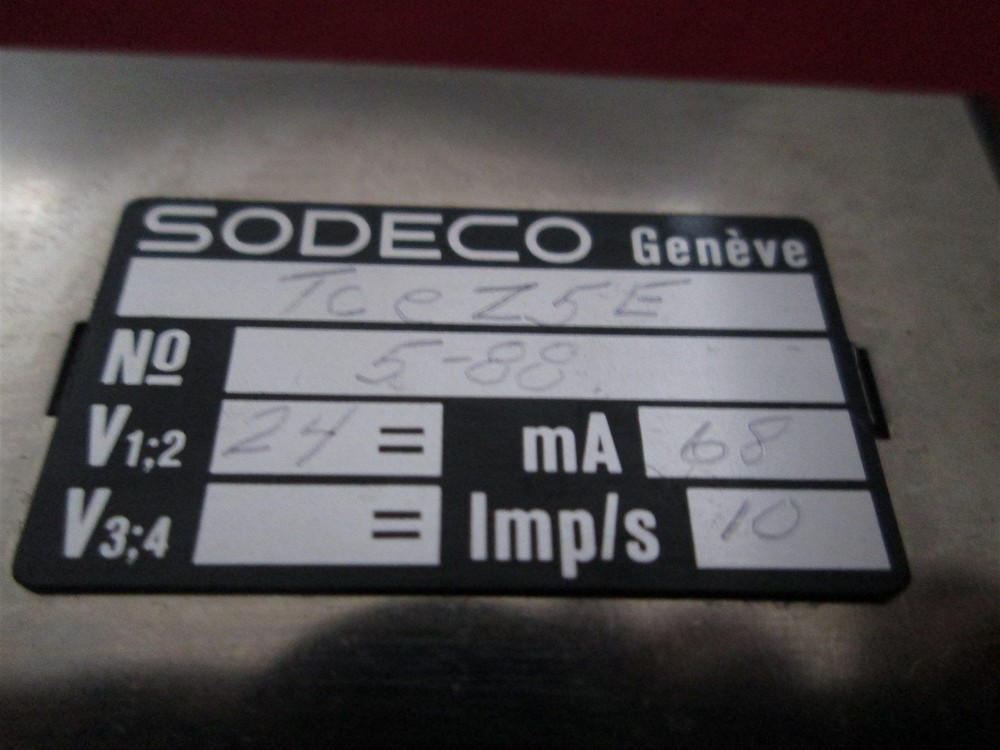 SODECO Genève
TceZ5E
Nº 5-88
V1;2 24 = mA 68
V3;4 = Imp/s 10